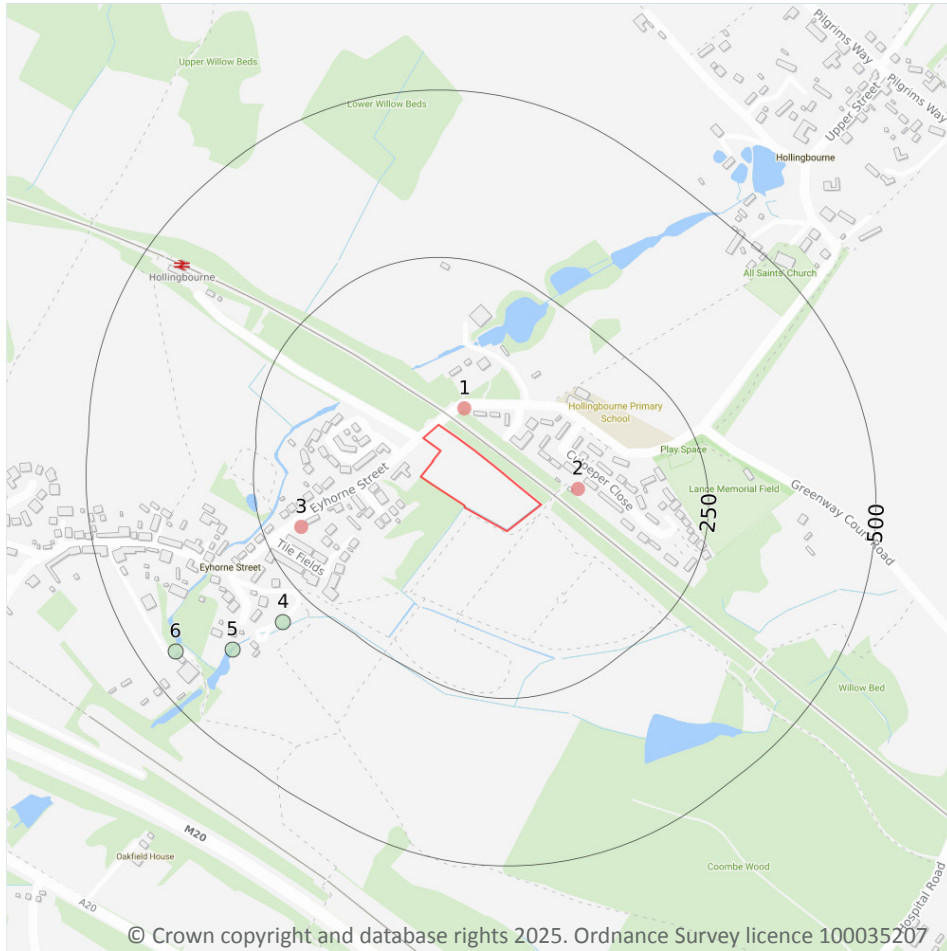 Pilgrims Way
Upper Willow Beds
Pilgrims Way
Lower Willow Beds
Upper Street
Hollingbourne
Hollingbourne
All Saints' Church
1
Hollingbourne Primary
School
Play Space
2
Culpeper Close
Lance Memorial Field
Greenway Court Road
250
500
3
Eyhorne Street
Tile Fields
Eyhorne Street
4
5
6
Willow Bed
M20
Oakfield House
Coombe Wood
A20
Hospital Road
© Crown copyright and database rights 2025. Ordnance Survey licence 100035207